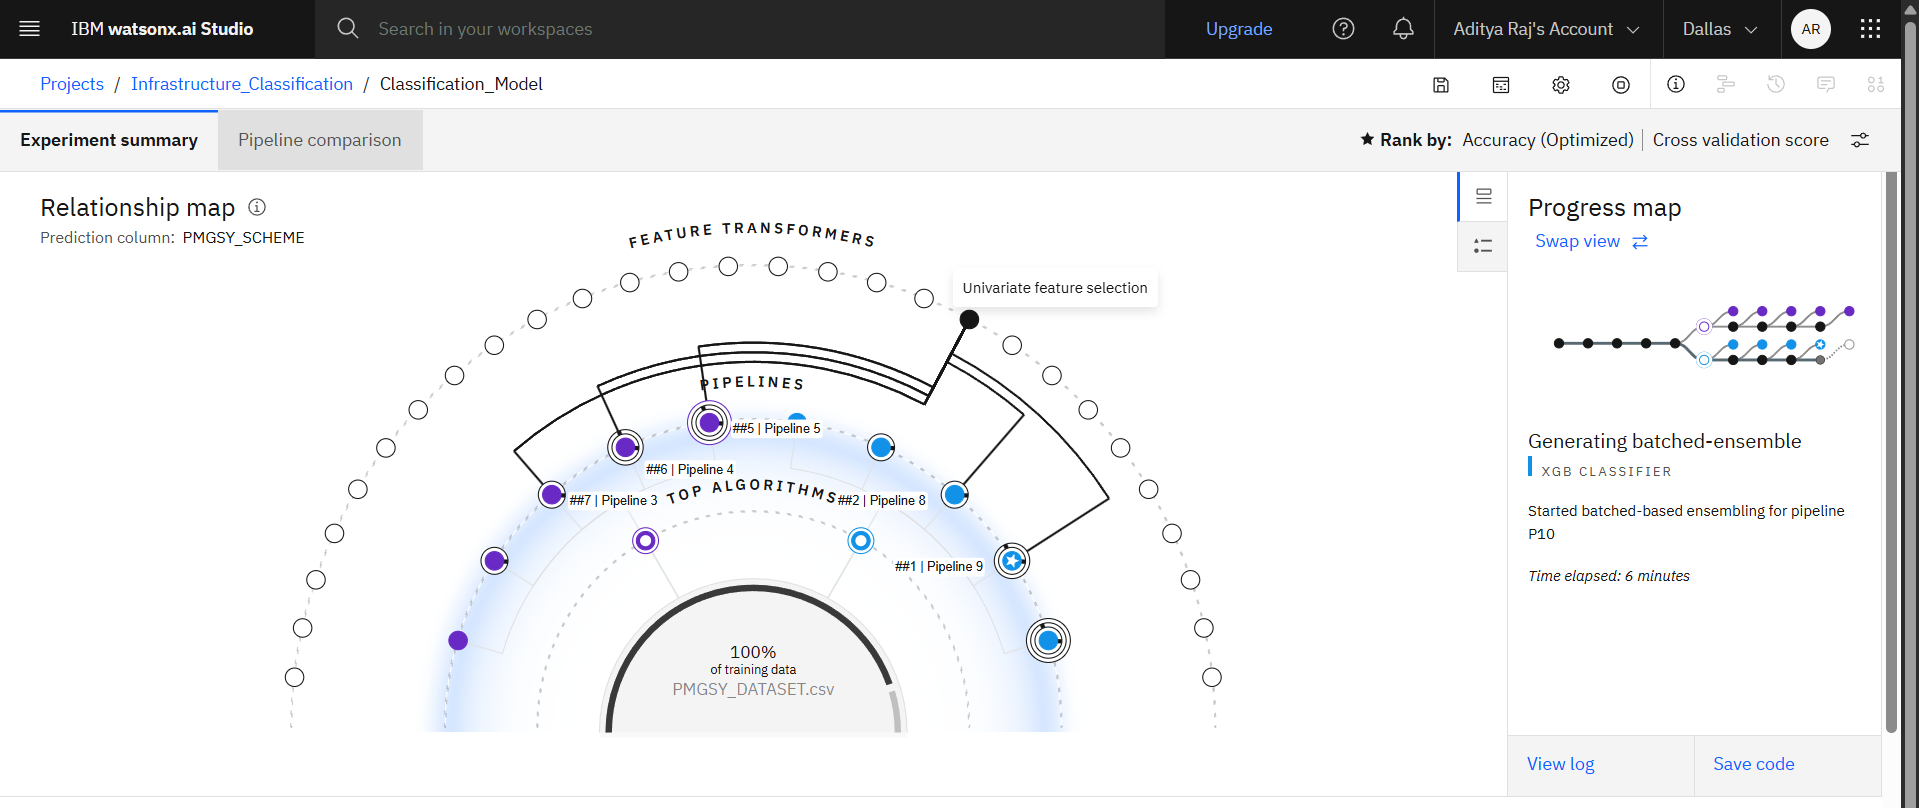 IBM watsonx.ai Studio
Search in your workspaces
Upgrade
Aditya Raj's Account
Dallas
AR
Projects / Infrastructure_Classification / Classification_Model
Experiment summary
Pipeline comparison
Rank by: Accuracy (Optimized) | Cross validation score
Relationship map
Prediction column: PMGSY_SCHEME
FEATURE TRANSFORMERS
Univariate feature selection
PIPELINES
##5 | Pipeline 5
##6 | Pipeline 4
TOP ALGORITHMS
##7 | Pipeline 3
##2 | Pipeline 8
##1 | Pipeline 9
100%
of training data
PMGSY_DATASET.csv
Progress map
Swap view
Generating batched-ensemble
XGB CLASSIFIER
Started batched-based ensembling for pipeline
P10
Time elapsed: 6 minutes
View log
Save code